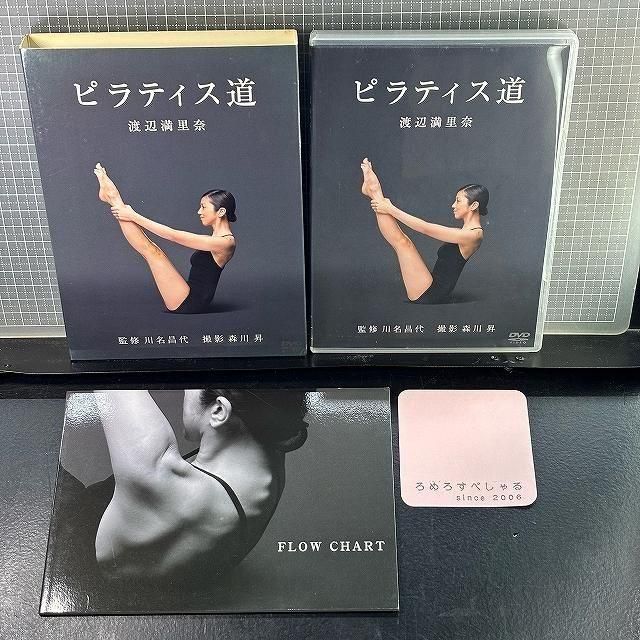 ピラティス道
渡辺満里奈
監修 川名昌代 撮影 森川 昇
ピラティス道
渡辺満里奈
監修 川名昌代 撮影 森川 昇
DVD
FLOW CHART
ろぬろすぺしゃる
since 2006